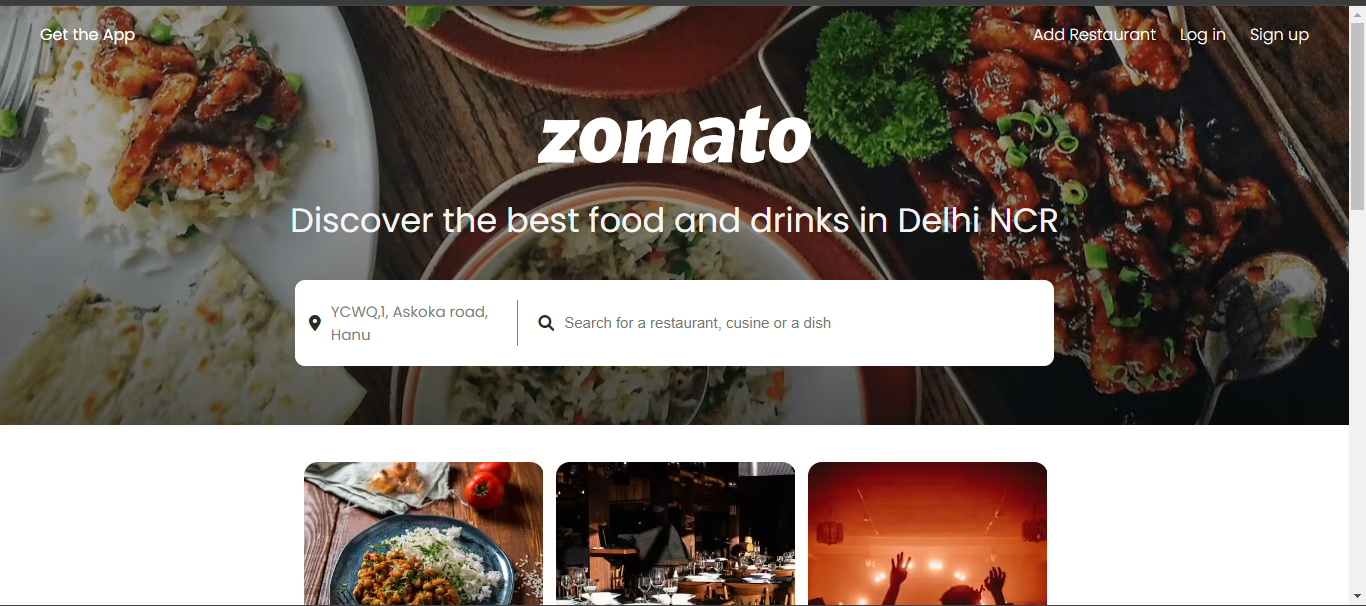 Get the App
Add Restaurant
Log in
Sign up
zomato
Discover the best food and drinks in Delhi NCR
YCWQ,1, Askoka road,
Hanu
Search for a restaurant, cusine or a dish